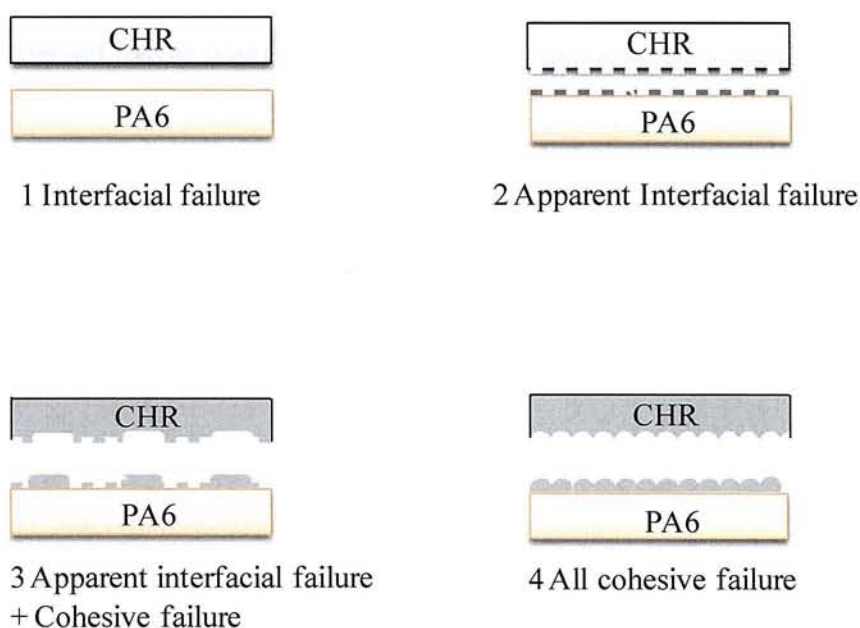 CHR
PA6
1 Interfacial failure
CHR
PA6
2 Apparent Interfacial failure
CHR
PA6
3 Apparent interfacial failure
+ Cohesive failure
CHR
PA6
4 All cohesive failure